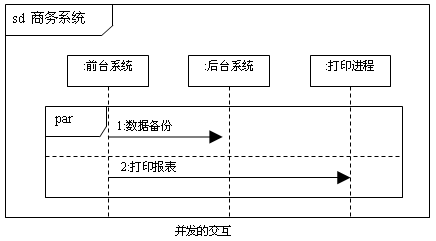 sd 商务系统
:前台系统
:后台系统
:打印进程
par
1:数据备份
2:打印报表
并发的交互